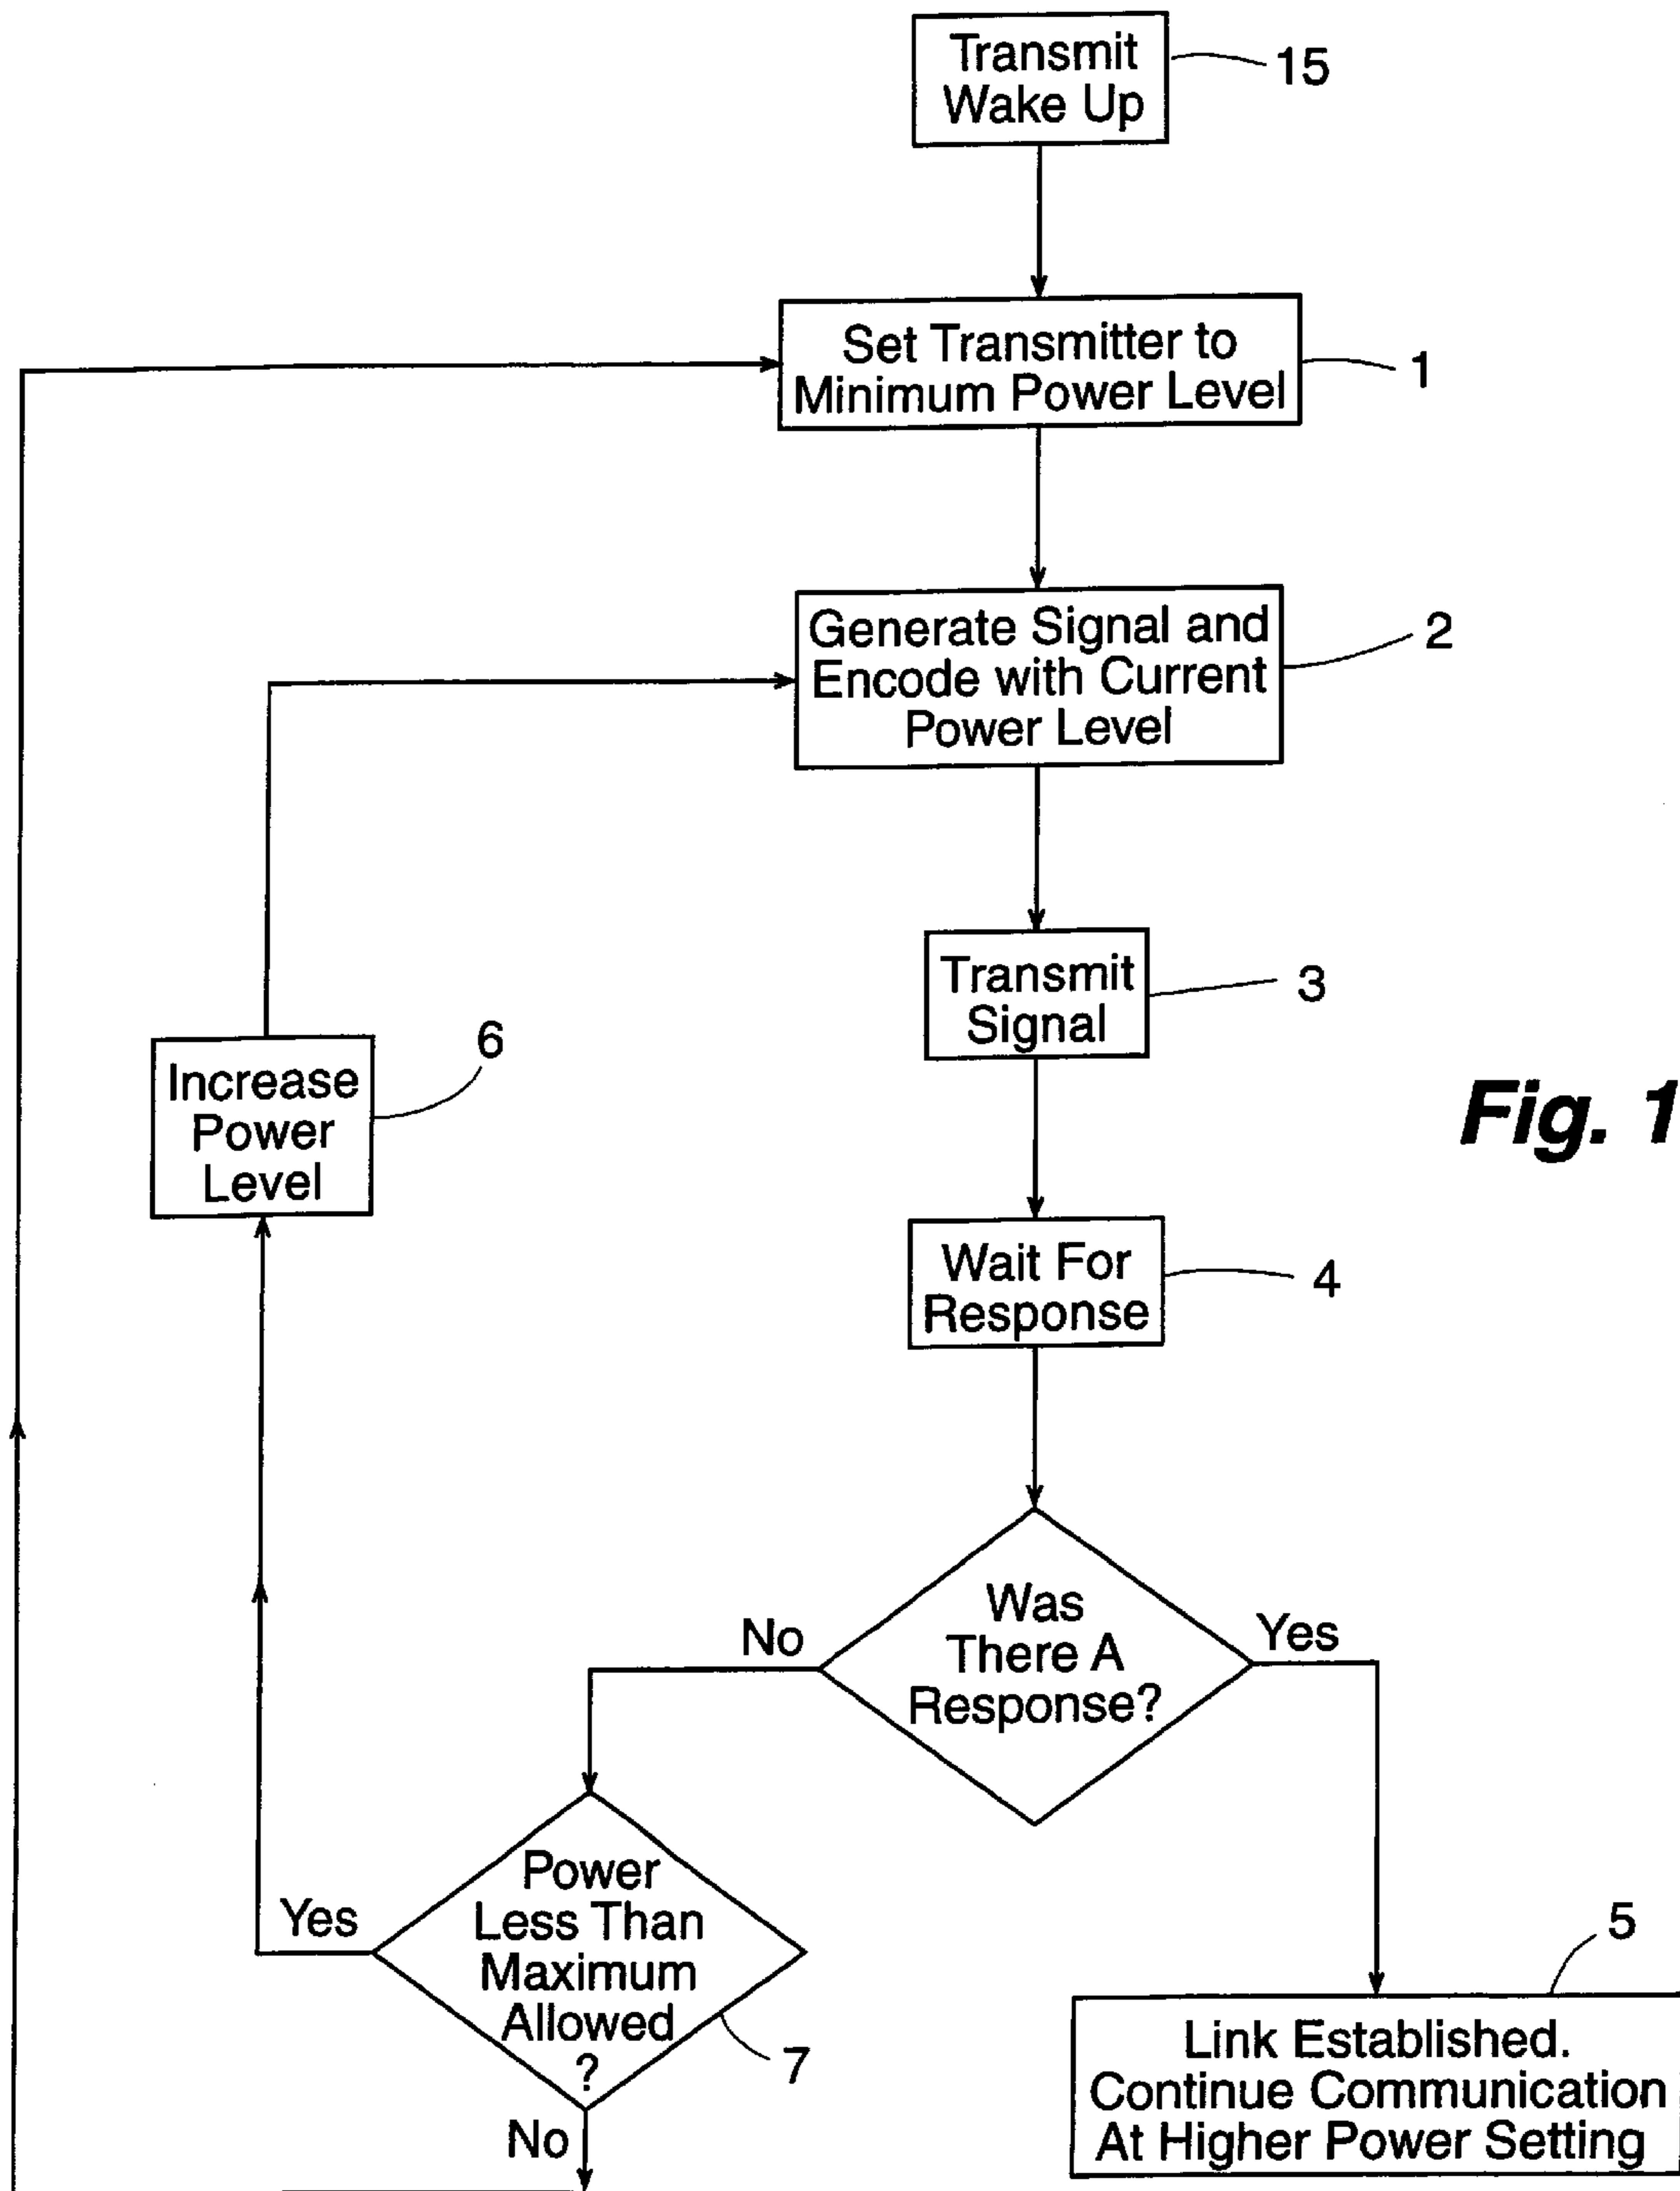 Transmit
Wake Up
15
Set Transmitter to
Minimum Power Level
1
Generate Signal and
Encode with Current
Power Level
2
Transmit
Signal
3
Increase
Power
Level
6
Fig. 1
Wait For
Response
4
Was
There A
Response?
No
Yes
Power
Less Than
Maximum
Allowed
?
Yes
7
No
5
Link Established.
Continue Communication
At Higher Power Setting